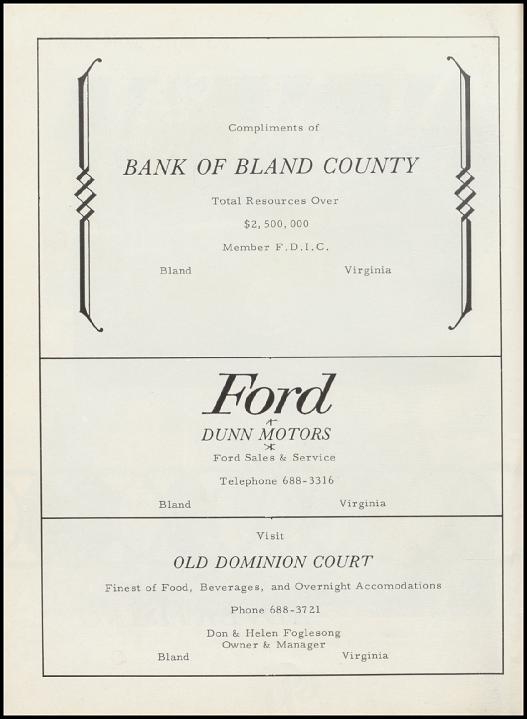 Compliments of
BANK OF BLAND COUNTY
Total Resources Over
$2,500,000
Member F.D.I.C.
Bland Virginia
Ford
DUNN MOTORS
Ford Sales & Service
Telephone 688-3316
Bland Virginia
Visit
OLD DOMINION COURT
Finest of Food, Beverages, and Overnight Accomodations
Phone 688-3721
Don & Helen Foglesong
Owner & Manager
Bland Virginia